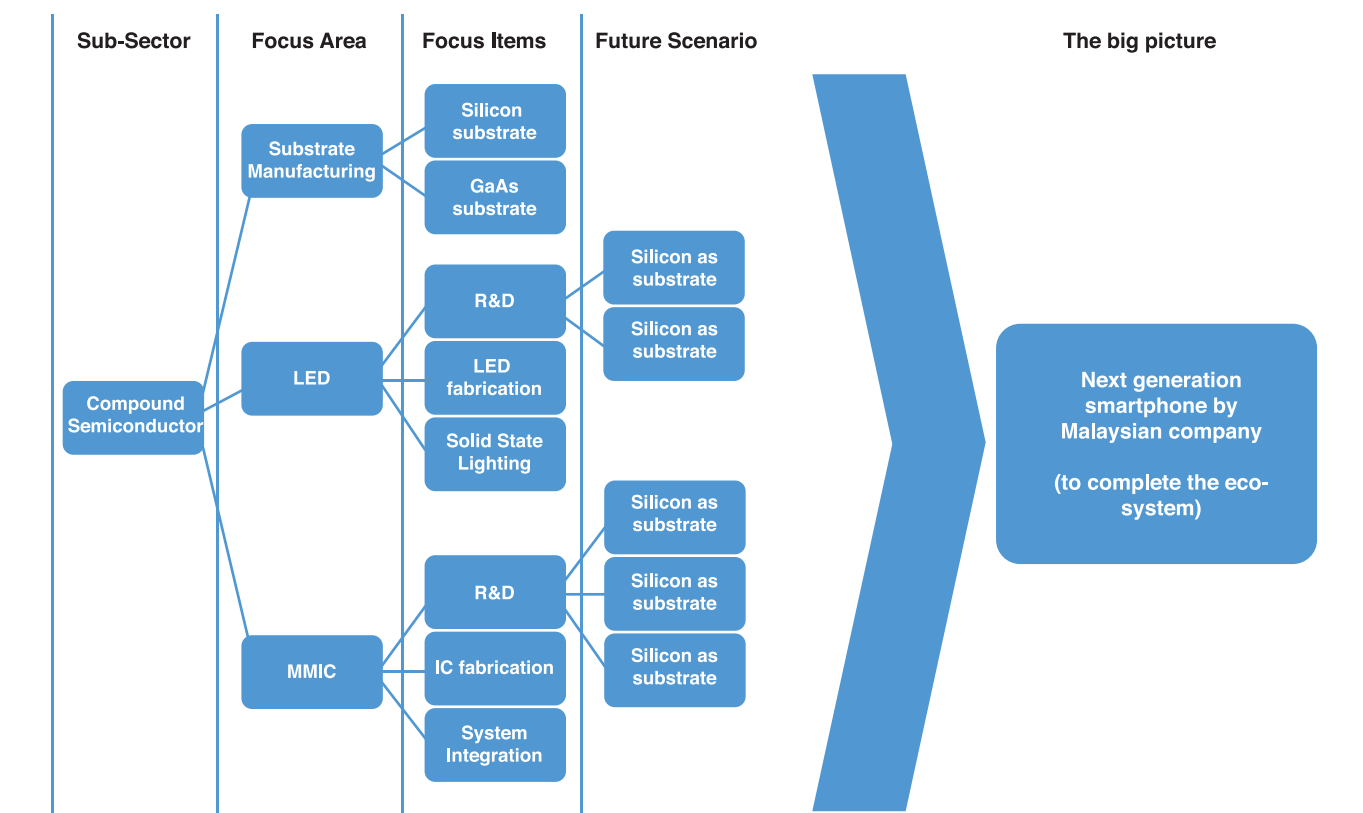 Sub-Sector
Focus Area
Focus Items
Future Scenario
The big picture
Compound
Semiconductor
Substrate
Manufacturing
Silicon
substrate
GaAs
substrate
LED
R&D
Silicon as
substrate
Silicon as
substrate
LED
fabrication
Solid State
Lighting
MMIC
R&D
Silicon as
substrate
Silicon as
substrate
Silicon as
substrate
IC fabrication
System
Integration
Next generation
smartphone by
Malaysian company
(to complete the eco-
system)